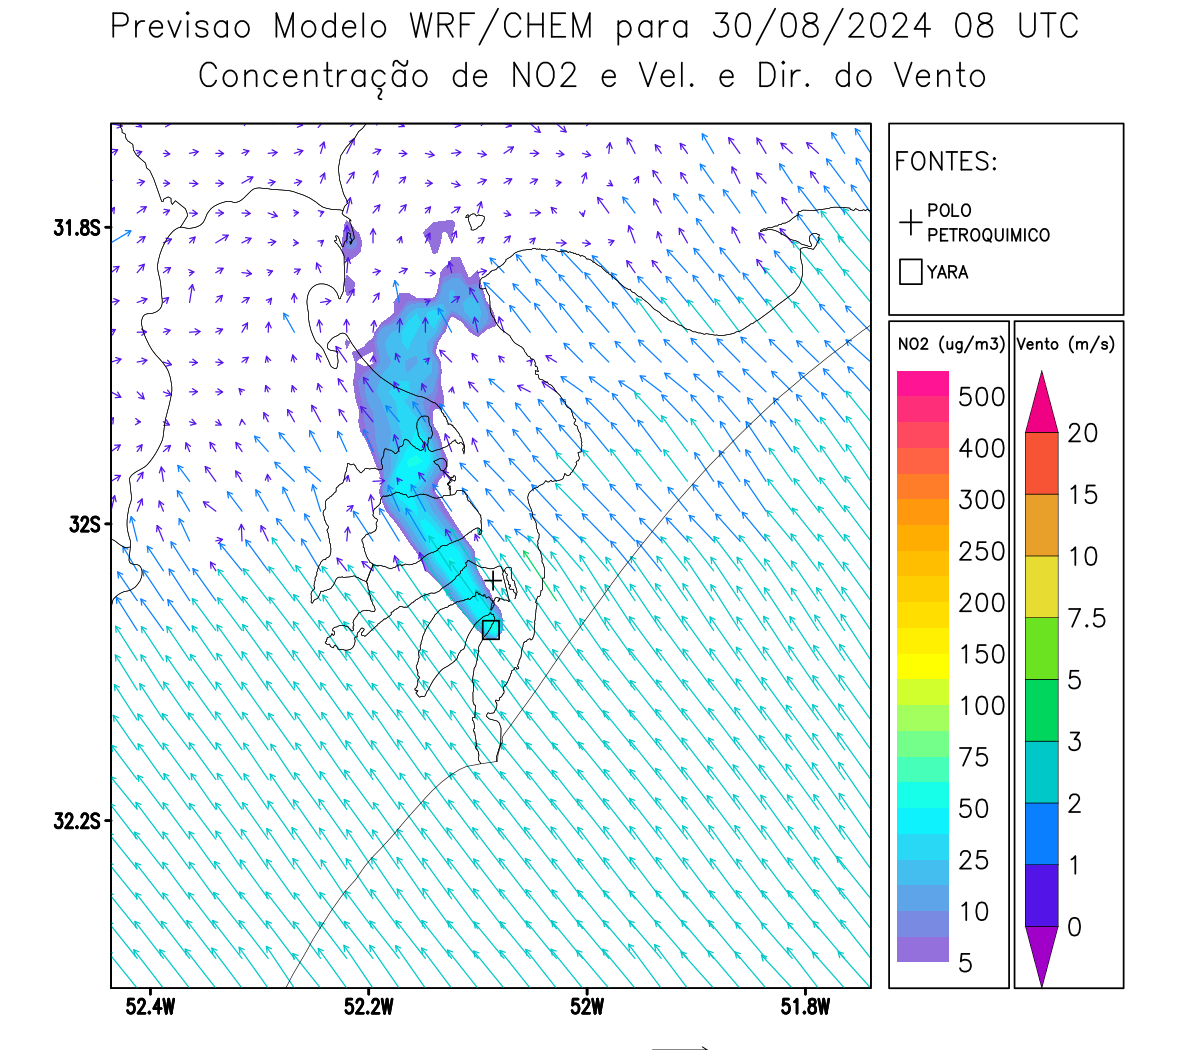 Previsao Modelo WRF/CHEM para 30/08/2024 08 UTC
Concentração de NO2 e Vel. e Dir. do Vento
FONTES:
POLO
PETROQUIMICO
YARA
31.8S
32S
32.2S
52.4W
52.2W
52W
51.8W
NO2 (ug/m3)
500
400
300
250
200
150
100
75
50
25
10
5
Vento (m/s)
20
15
10
7.5
5
3
2
1
0